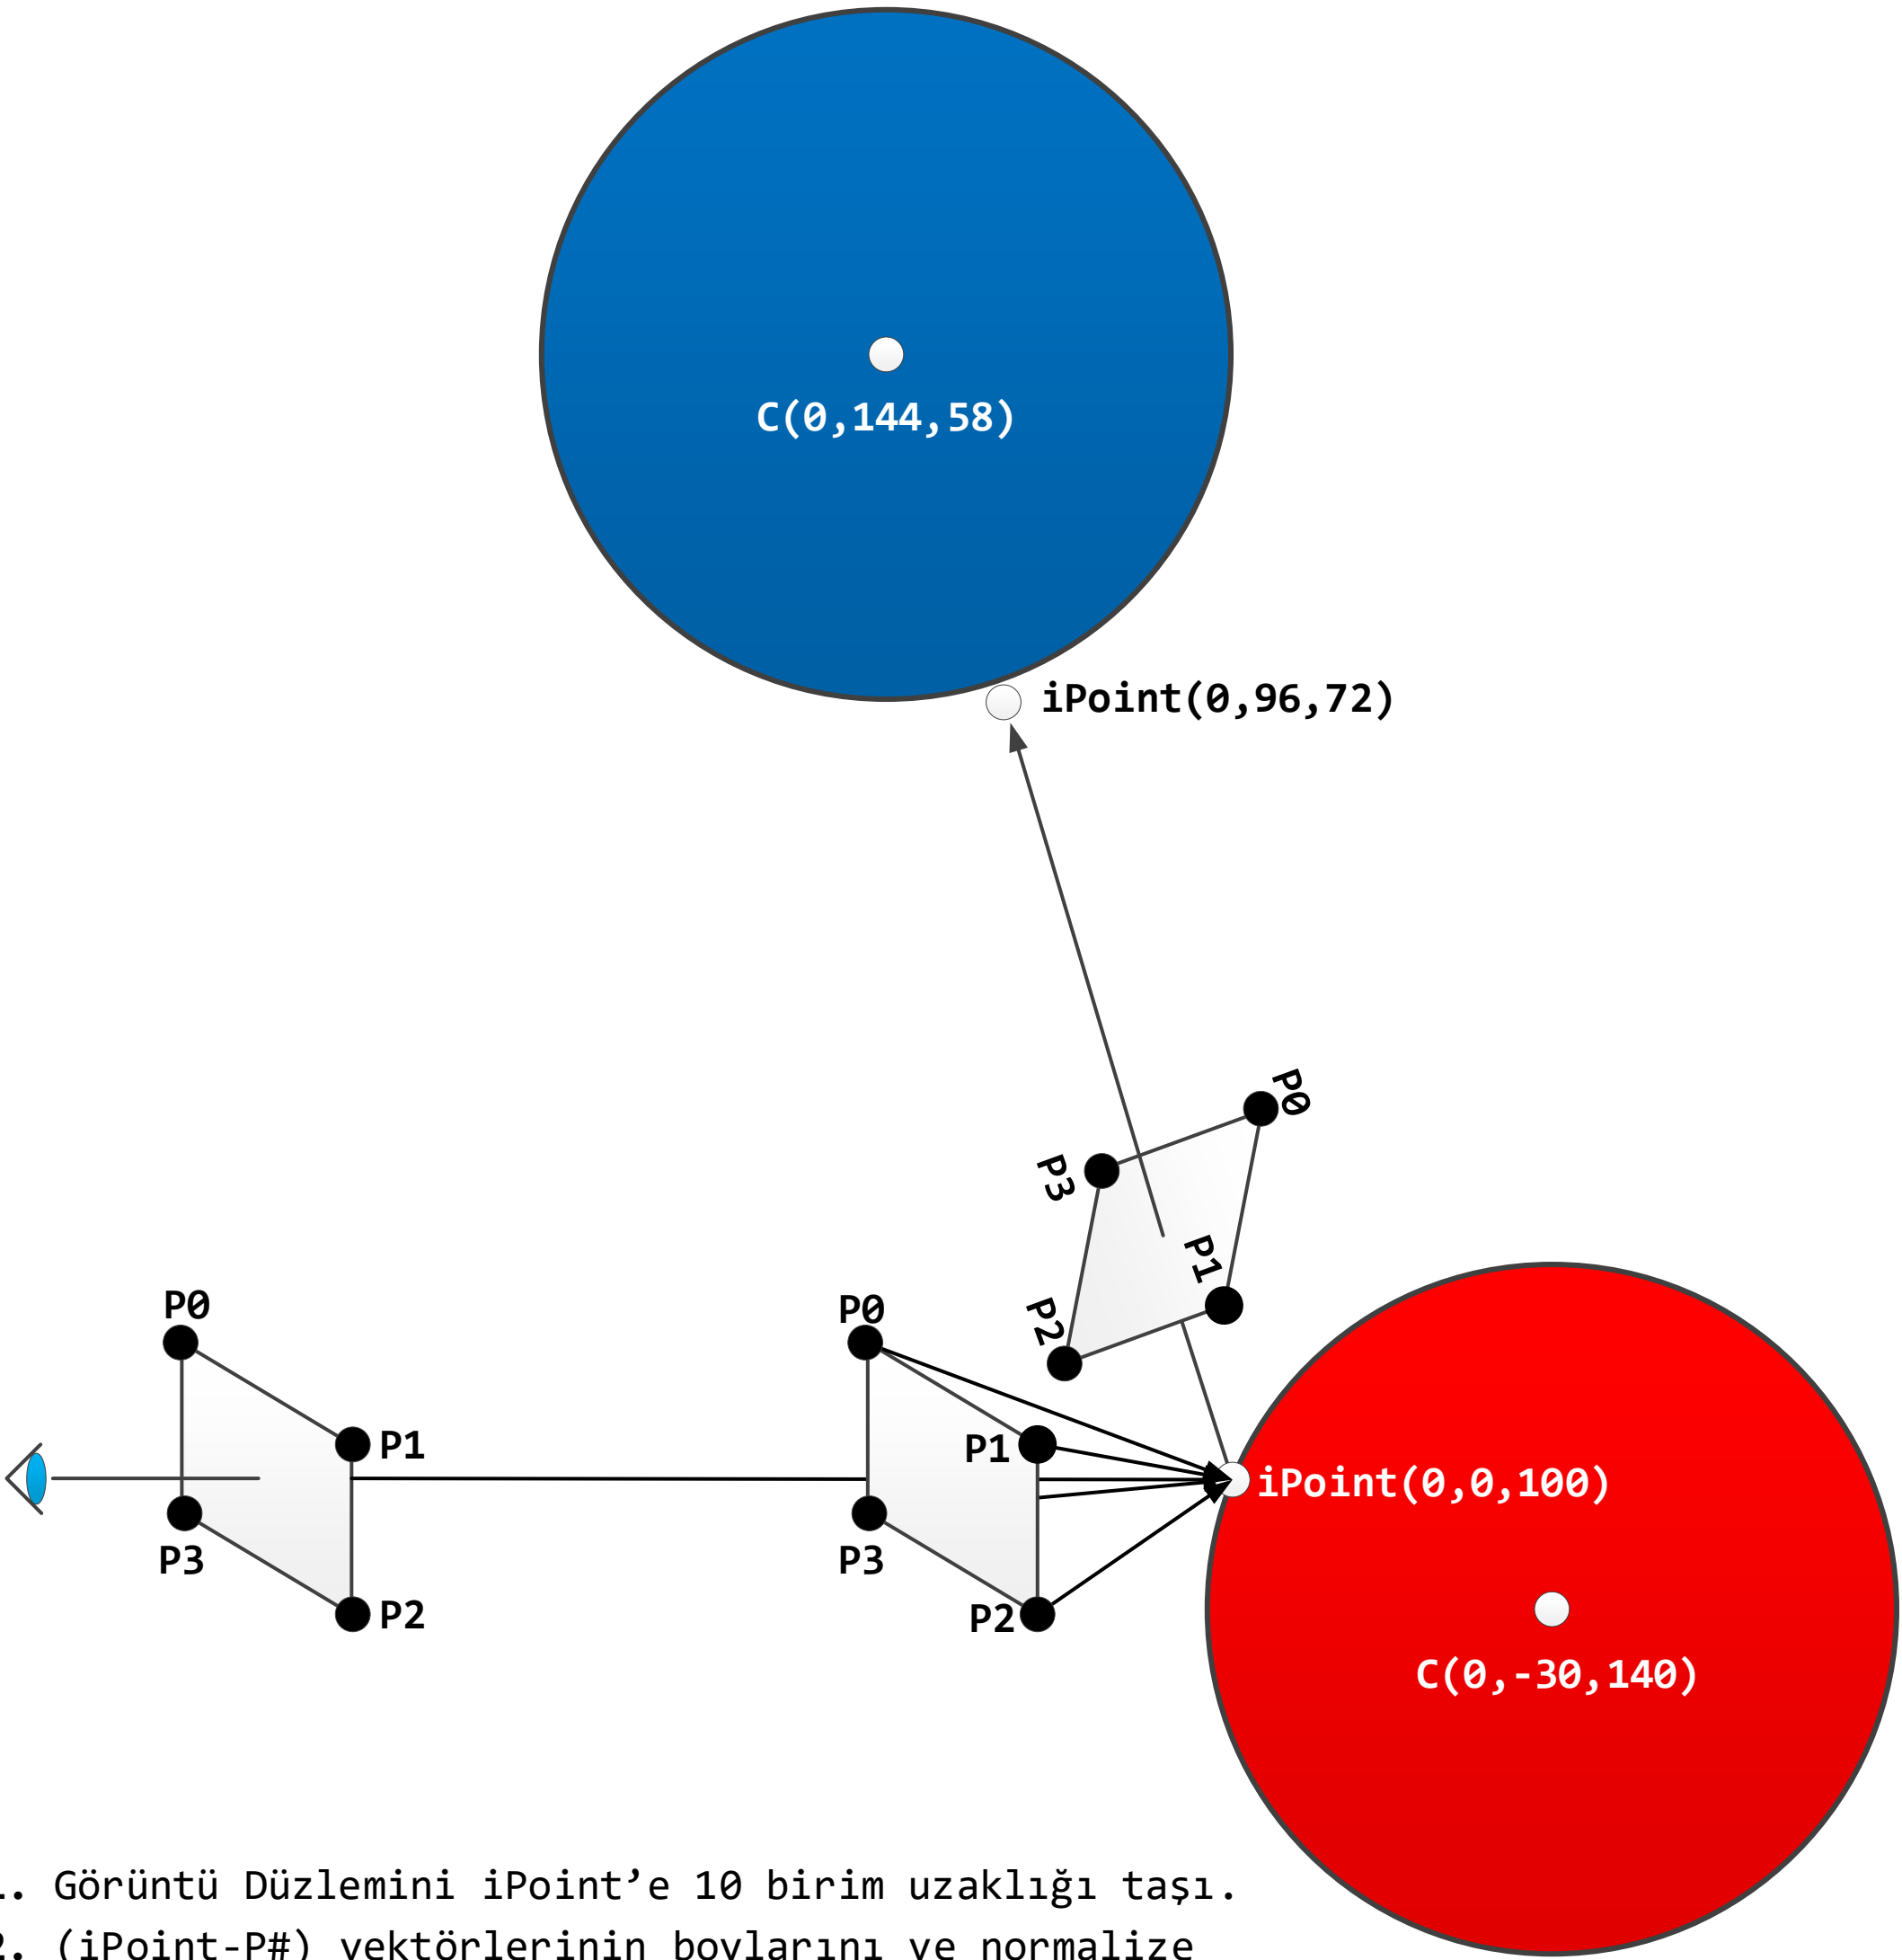 C(0,144,58)
iPoint(0,96,72)
P0
P3
P1
P2
P0
P1
P3
P2
P0
P1
P3
P2
iPoint(0,0,100)
C(0,-30,140)
1. Görüntü Düzlemini iPoint’e 10 birim uzaklığı taşı.
2. (iPoint-P#) vektörlerinin boylarını ve normalize